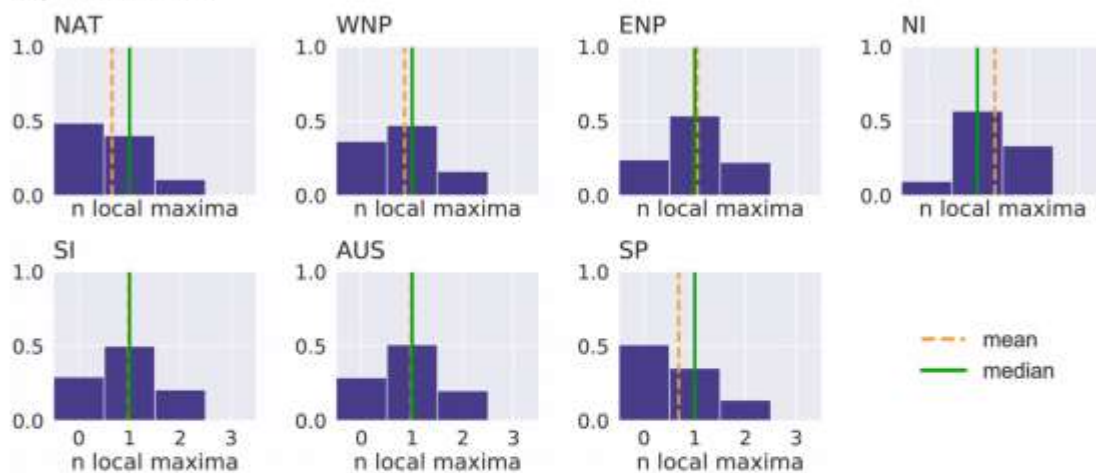 NAT WNP ENP NI
1.0 1.0 1.0 1.0
0.5 0.5 0.5 0.5
0.0 0.0 0.0 0.0
n local maxima n local maxima n local maxima n local maxima
SI AUS SP
1.0 1.0 1.0
mean
0.5 0.5 0.5 median
0.0 0.0 0.0
0 1 2 3 0 1 2 3 0 1 2 3
n local maxima n local maxima n local maxima